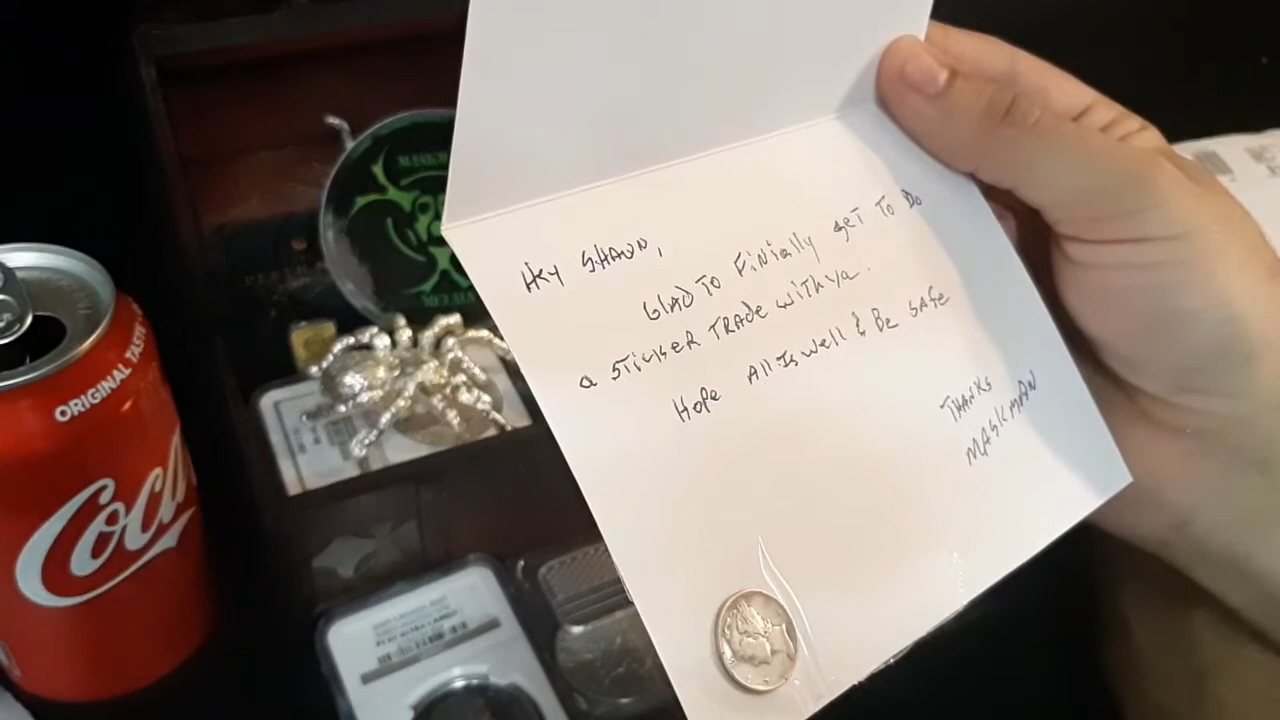 HEY SHAUN,
GLAD TO FiNially get To Do
a STicker TRADE with ya.
Hope All Is well & Be SAfe
THANKS
MASKMAN
ORIGINAL TASTE
Coca
METALS